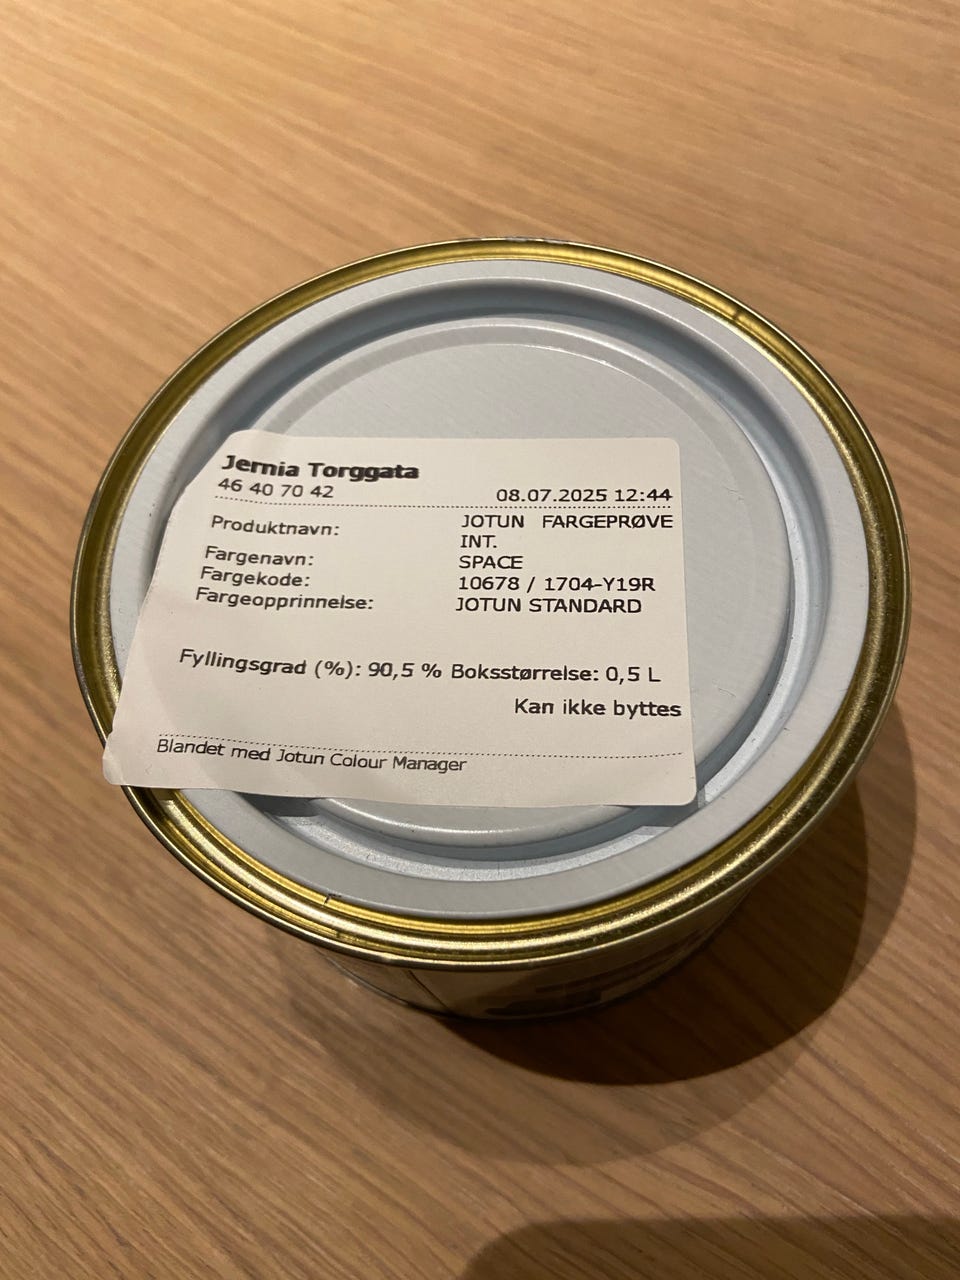 Jernia Torggata
46 40 70 42 08.07.2025 12:44
Produktnavn: JOTUN FARGEPRØVE
INT.
Fargenavn: SPACE
Fargekode: 10678 / 1704-Y19R
Fargeopprinnelse: JOTUN STANDARD
Fyllingsgrad (%): 90,5 % Boksstørrelse: 0,5 L
Kan ikke byttes
Blandet med Jotun Colour Manager